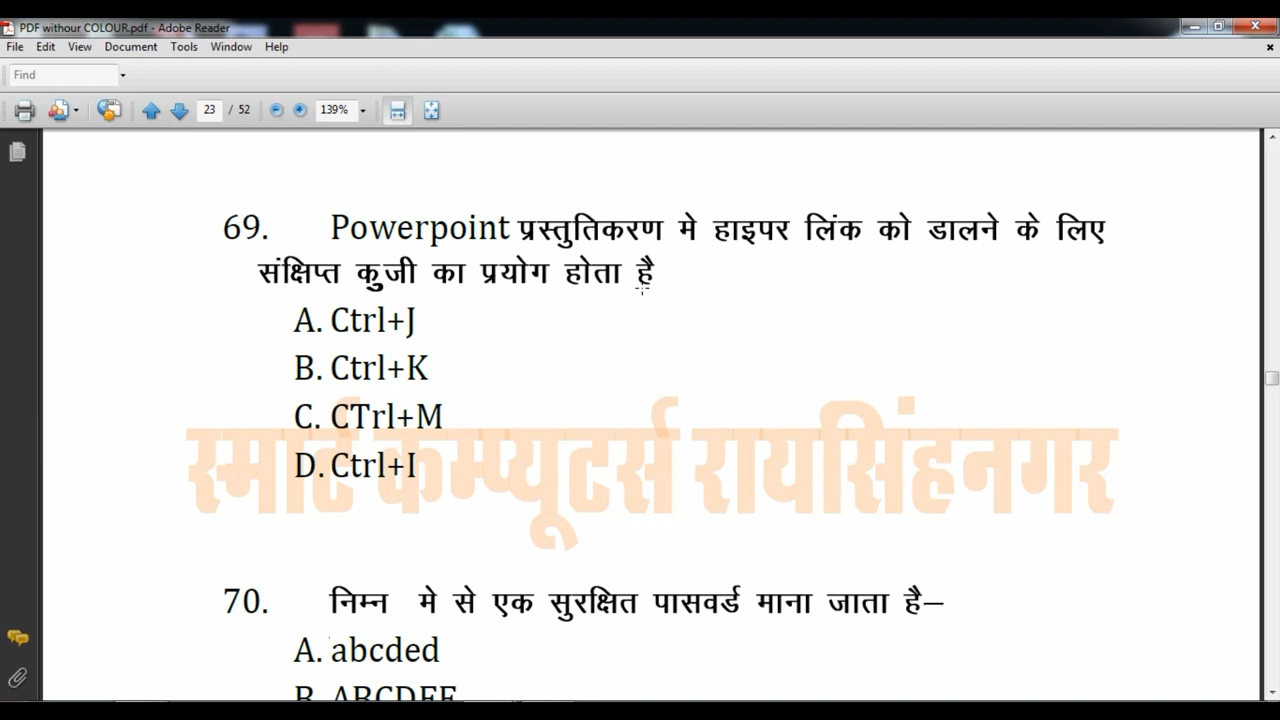 PDF withour COLOUR.pdf - Adobe Reader
File Edit View Document Tools Window Help
Find
23 / 52 139%
69. Powerpoint प्रस्तुतिकरण मे हाइपर लिंक को डालने के लिए
संक्षिप्त कुजी का प्रयोग होता है
A. Ctrl+J
B. Ctrl+K
C. CTrl+M
D. Ctrl+I
स्मार्ट कम्प्यूटर्स रायसिंहनगर
70. निम्न मे से एक सुरक्षित पासवर्ड माना जाता है–
A. abcded
B. ABCDEF